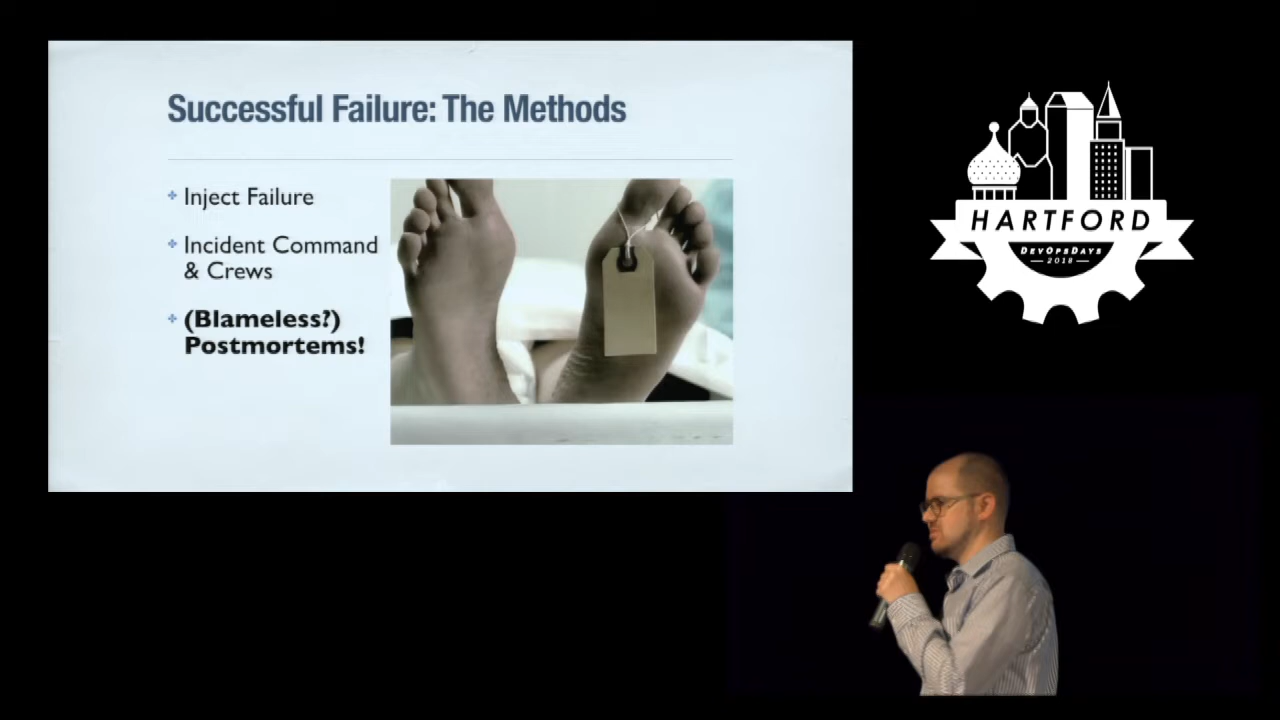 Successful Failure: The Methods
Inject Failure
Incident Command
& Crews
(Blameless?)
Postmortems!
HARTFORD
DEVOPSDAYS
2018